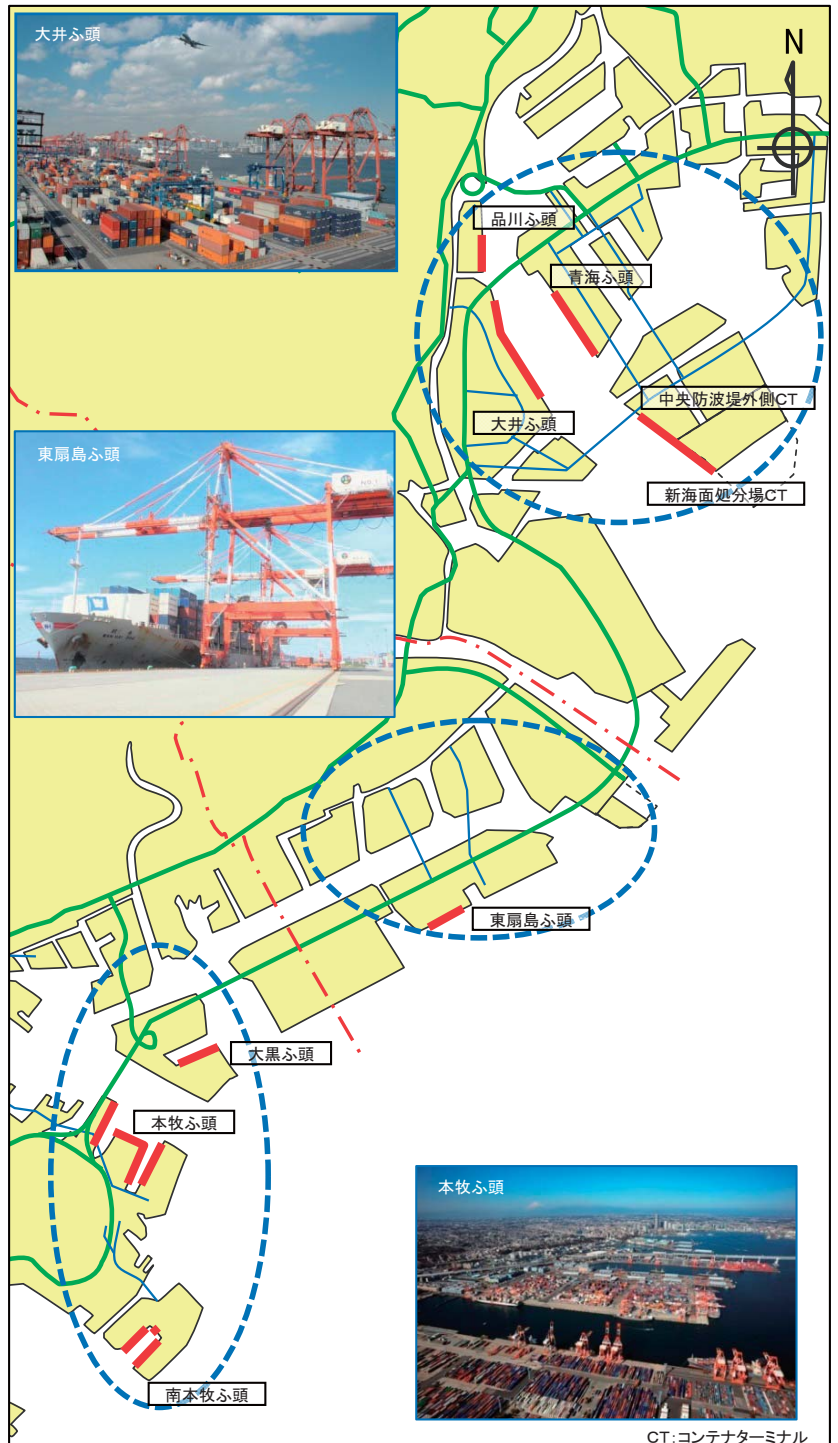 大井ふ頭
N
品川ふ頭
青海ふ頭
中央防波堤外側CT
大井ふ頭
新海面処分場CT
東扇島ふ頭
東扇島ふ頭
大黒ふ頭
本牧ふ頭
本牧ふ頭
南本牧ふ頭
CT:コンテナターミナル